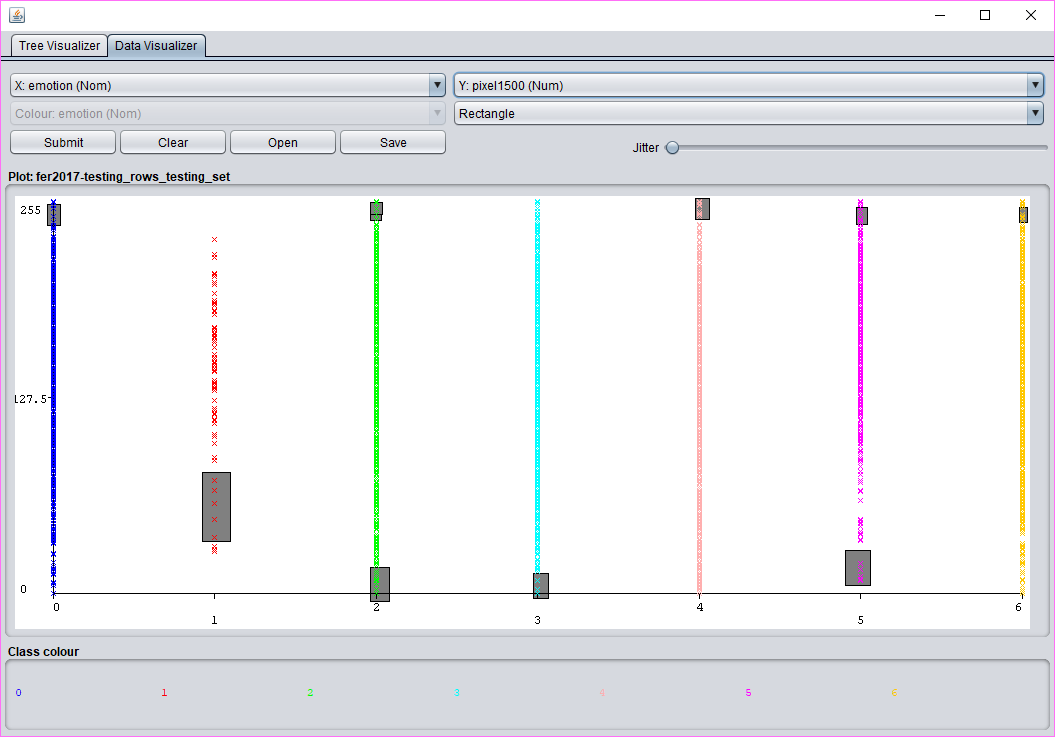 Tree Visualizer Data Visualizer
X: emotion (Nom) Y: pixel1500 (Num)
Colour: emotion (Nom) Rectangle
Submit Clear Open Save Jitter
Plot: fer2017-testing_rows_testing_set
255
127.5
0
0 2 4 6
1 3 5
Class colour
0 1 2 3 4 5 6